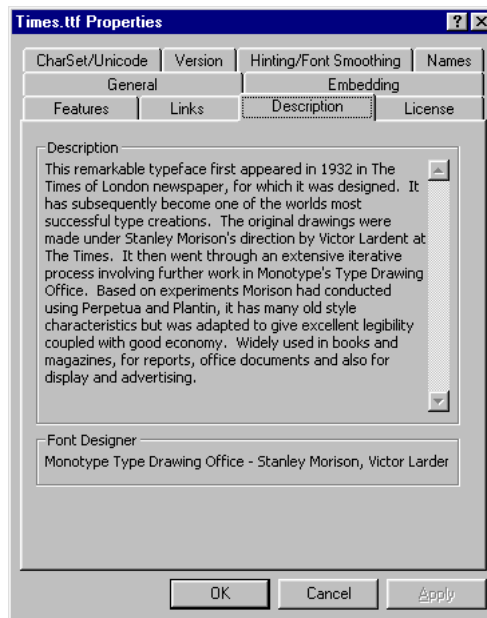 Times.ttf Properties
CharSet/Unicode Version Hinting/Font Smoothing Names
General Embedding
Features Links Description License
Description
This remarkable typeface first appeared in 1932 in The
Times of London newspaper, for which it was designed.  It
has subsequently become one of the worlds most
successful type creations.  The original drawings were
made under Stanley Morison's direction by Victor Lardent at
The Times.  It then went through an extensive iterative
process involving further work in Monotype's Type Drawing
Office.  Based on experiments Morison had conducted
using Perpetua and Plantin, it has many old style
characteristics but was adapted to give excellent legibility
coupled with good economy.  Widely used in books and
magazines, for reports, office documents and also for
display and advertising.
Font Designer
Monotype Type Drawing Office - Stanley Morison, Victor Larder
OK Cancel Apply